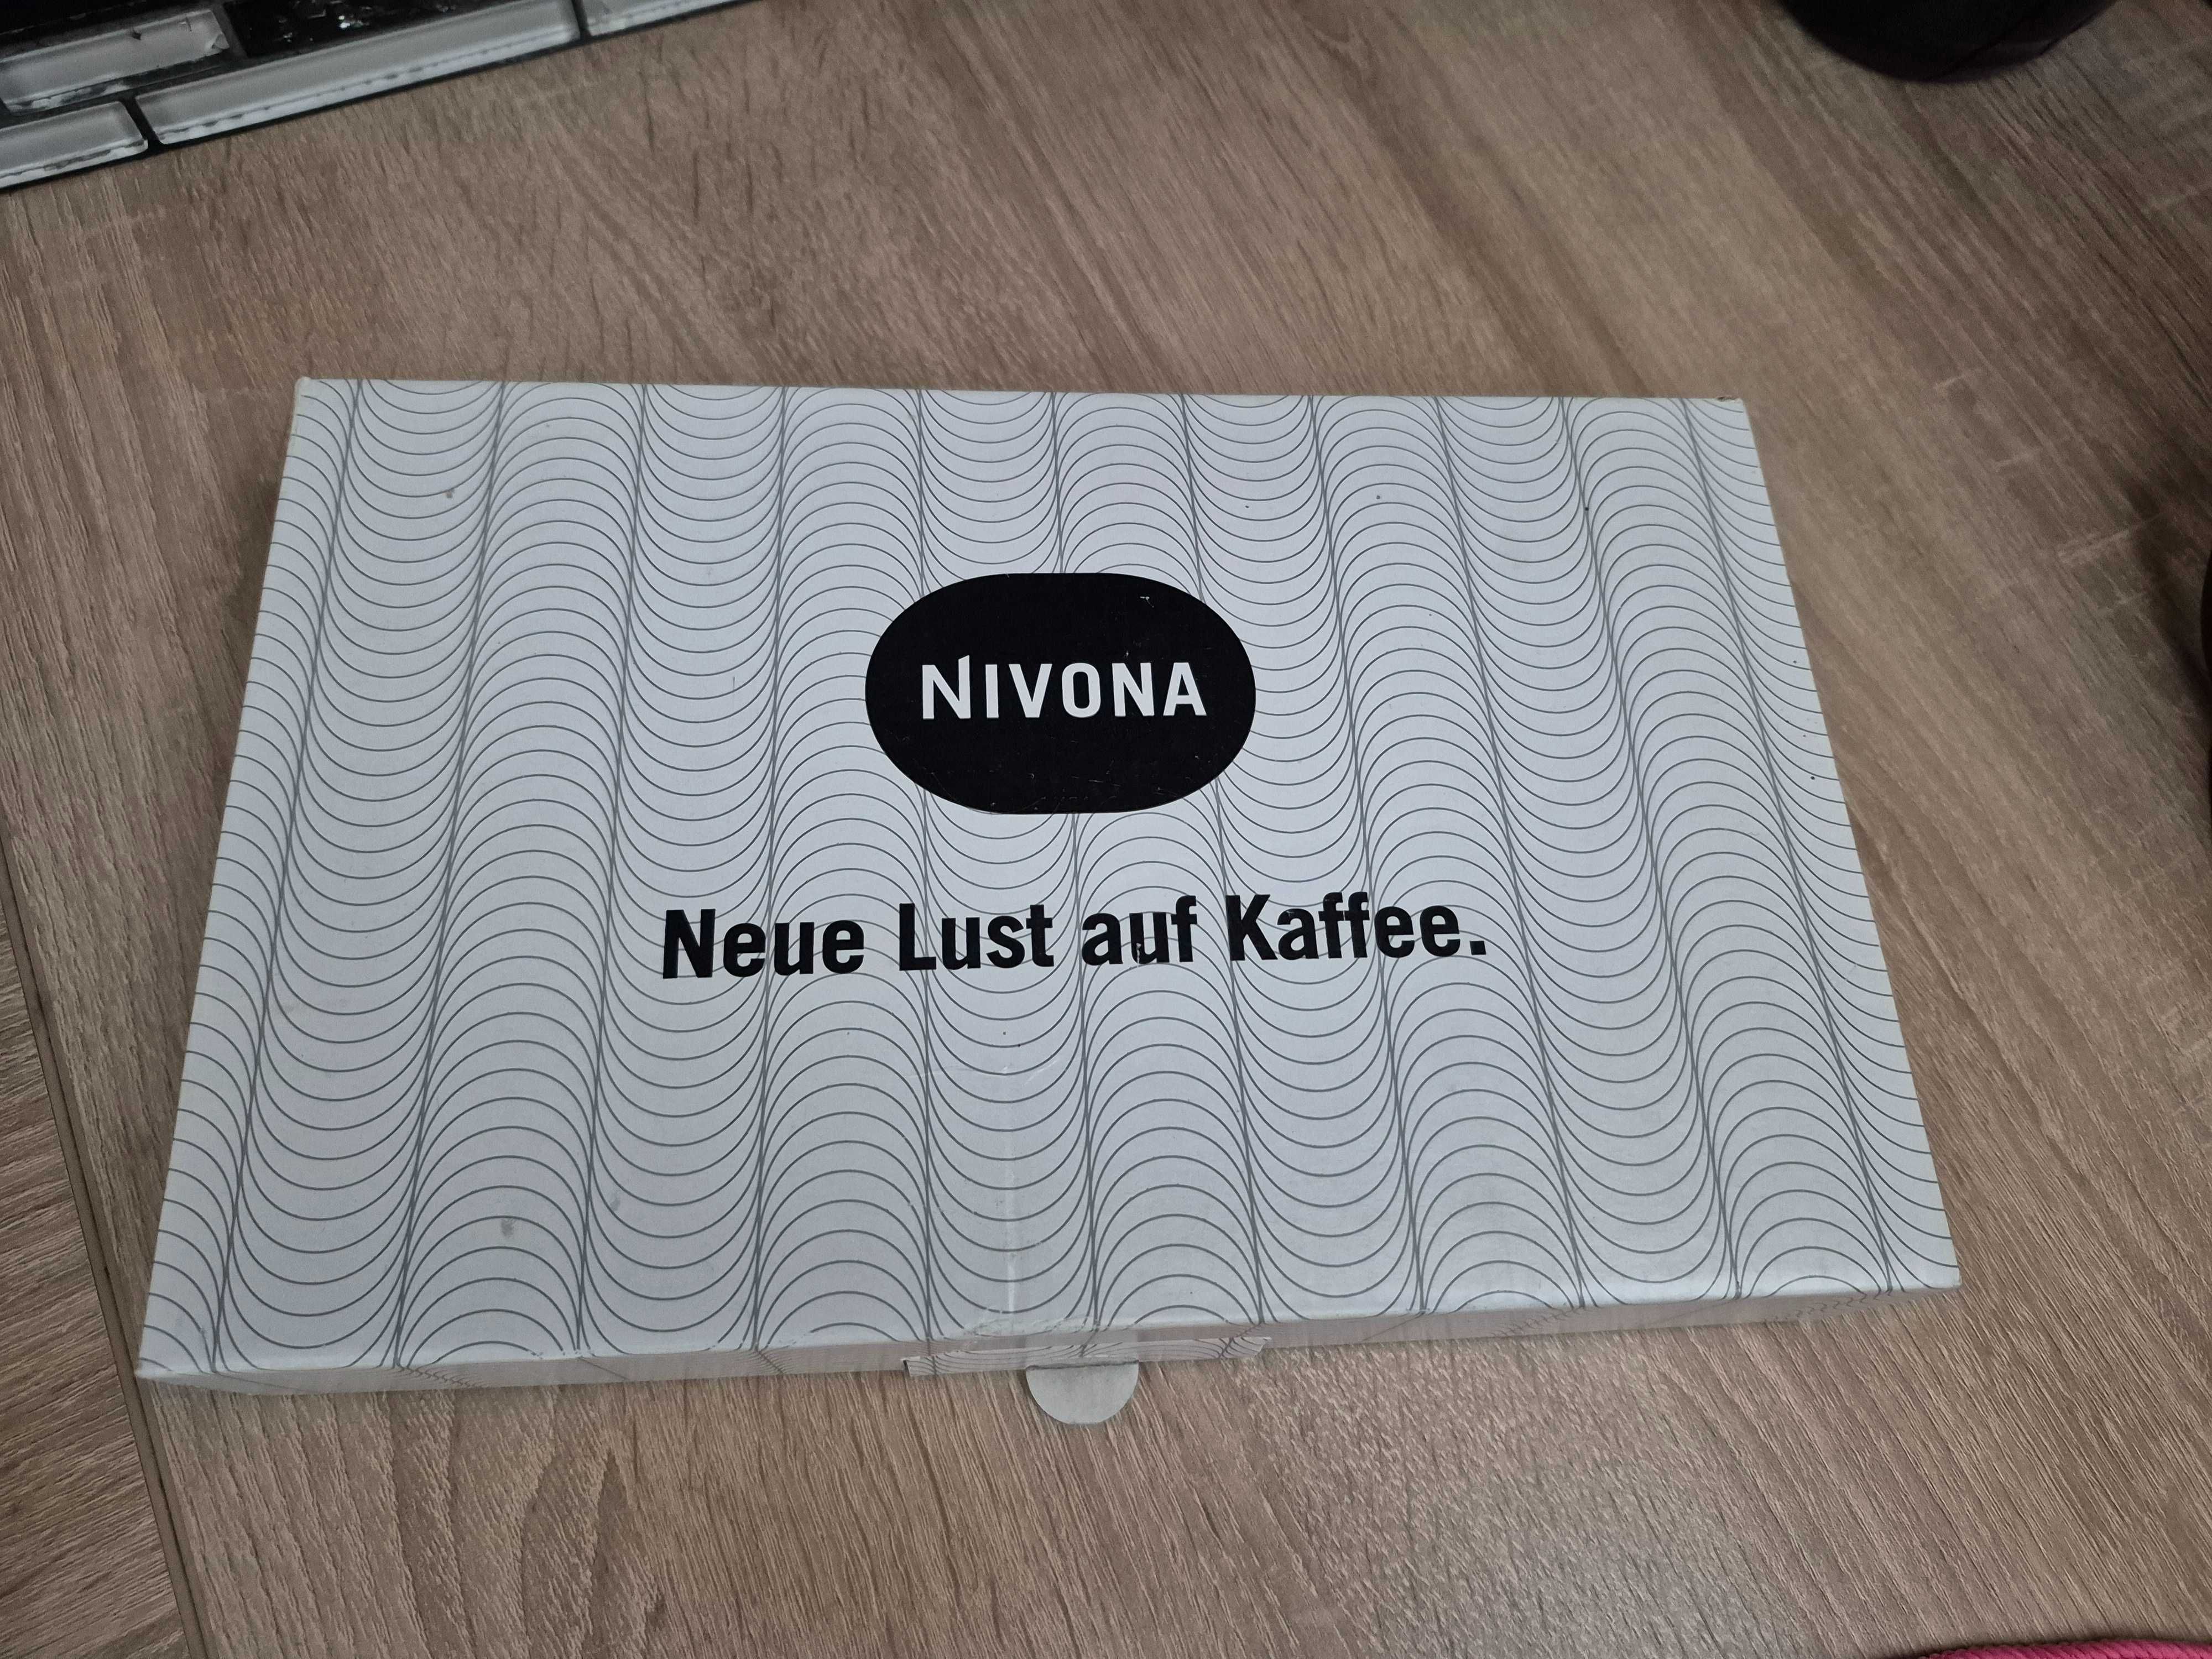 NIVONA
Neue Lust auf Kaffee.